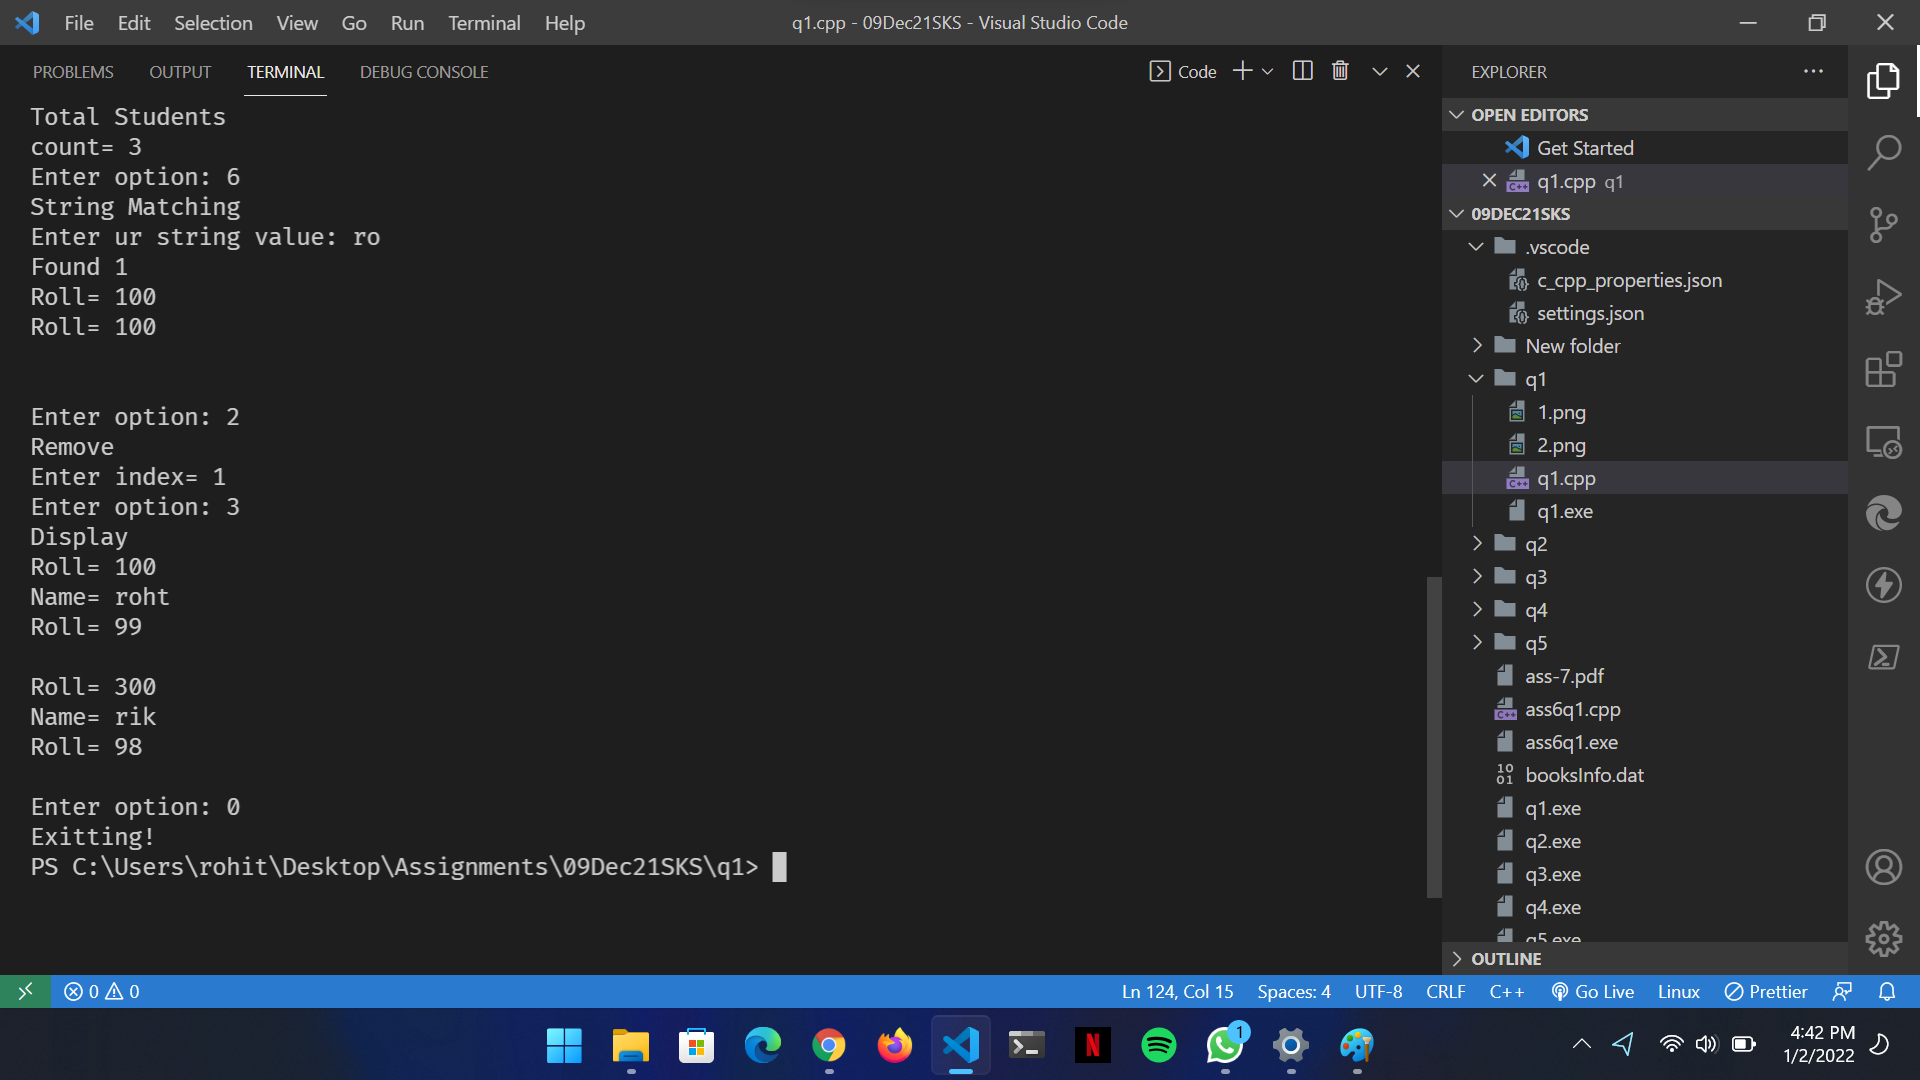 File Edit Selection View Go Run Terminal Help
q1.cpp - 09Dec21SKS - Visual Studio Code
PROBLEMS OUTPUT TERMINAL DEBUG CONSOLE
Code
Total Students
count= 3
Enter option: 6
String Matching
Enter ur string value: ro
Found 1
Roll= 100
Roll= 100
Enter option: 2
Remove
Enter index= 1
Enter option: 3
Display
Roll= 100
Name= roht
Roll= 99
Roll= 300
Name= rik
Roll= 98
Enter option: 0
Exitting!
PS C:\Users\rohit\Desktop\Assignments\09Dec21SKS\q1>
EXPLORER
OPEN EDITORS
Get Started
q1.cpp q1
09DEC21SKS
.vscode
c_cpp_properties.json
settings.json
New folder
q1
1.png
2.png
q1.cpp
q1.exe
q2
q3
q4
q5
ass-7.pdf
ass6q1.cpp
ass6q1.exe
booksInfo.dat
q1.exe
q2.exe
q3.exe
q4.exe
q5.exe
OUTLINE
0 0
Ln 124, Col 15 Spaces: 4 UTF-8 CRLF C++ Go Live Linux Prettier
1
4:42 PM
1/2/2022